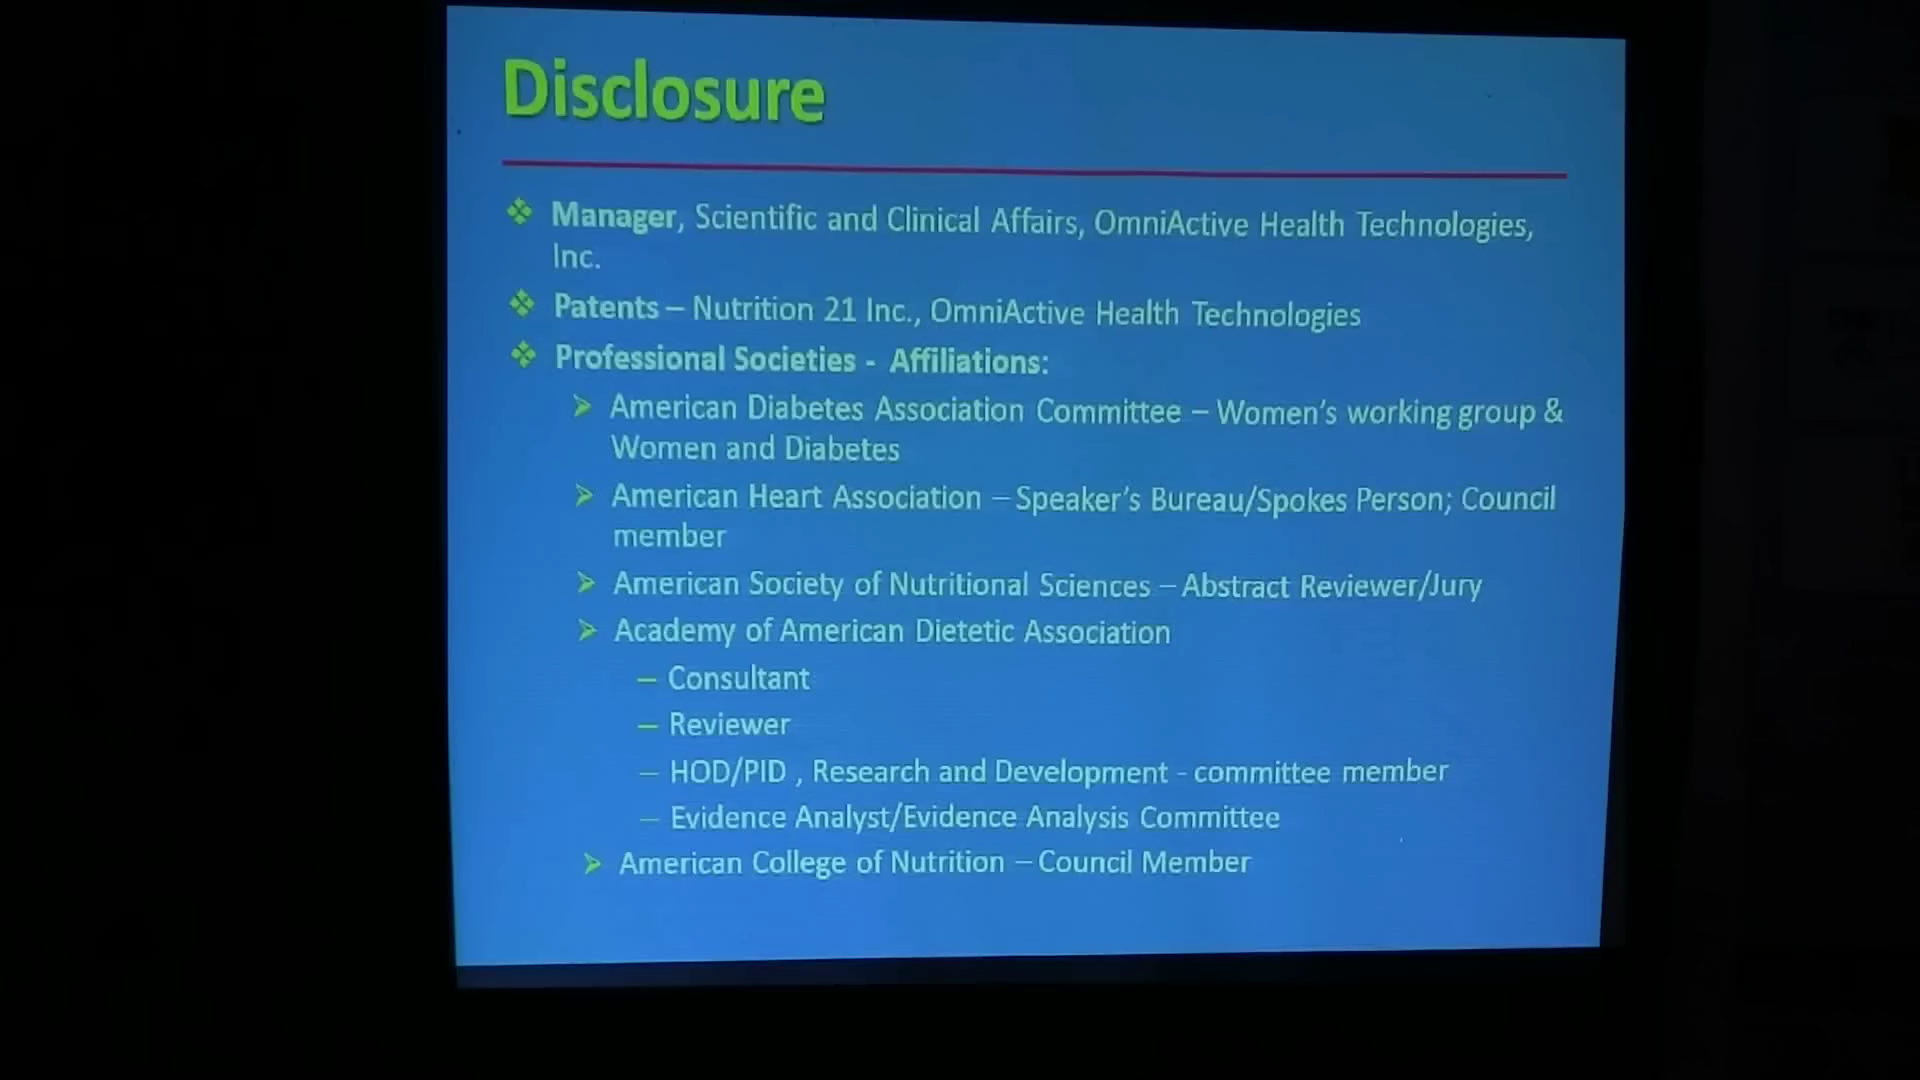 Disclosure
Manager, Scientific and Clinical Affairs, OmniActive Health Technologies,
Inc.
Patents – Nutrition 21 Inc., OmniActive Health Technologies
Professional Societies - Affiliations:
American Diabetes Association Committee – Women's working group &
Women and Diabetes
American Heart Association – Speaker's Bureau/Spokes Person; Council
member
American Society of Nutritional Sciences – Abstract Reviewer/Jury
Academy of American Dietetic Association
– Consultant
– Reviewer
– HOD/PID , Research and Development - committee member
– Evidence Analyst/Evidence Analysis Committee
American College of Nutrition – Council Member